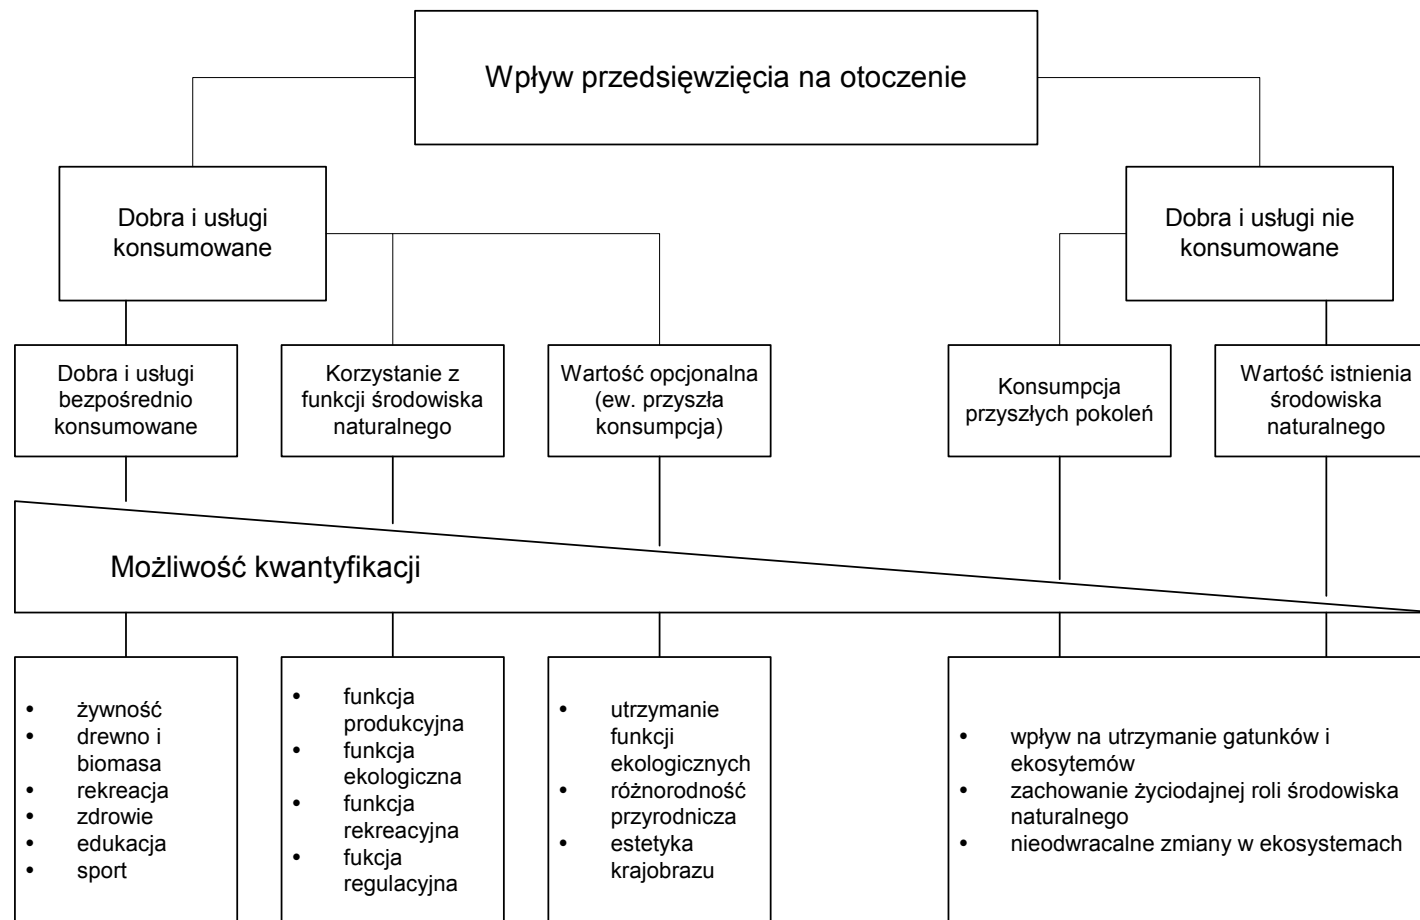 Wpływ przedsięwzięcia na otoczenie
Dobra i usługi
konsumowane
Dobra i usługi nie
konsumowane
Dobra i usługi
bezpośrednio
konsumowane
Korzystanie z
funkcji środowiska
naturalnego
Wartość opcjonalna
(ew. przyszła
konsumpcja)
Konsumpcja
przyszłych pokoleń
Wartość istnienia
środowiska
naturalnego
Możliwość kwantyfikacji
• żywność
• drewno i
biomasa
• rekreacja
• zdrowie
• edukacja
• sport
• funkcja
produkcyjna
• funkcja
ekologiczna
• funkcja
rekreacyjna
• fukcja
regulacyjna
• utrzymanie
funkcji
ekologicznych
• różnorodność
przyrodnicza
• estetyka
krajobrazu
• wpływ na utrzymanie gatunków i
ekosytemów
• zachowanie życiodajnej roli środowiska
naturalnego
• nieodwracalne zmiany w ekosystemach